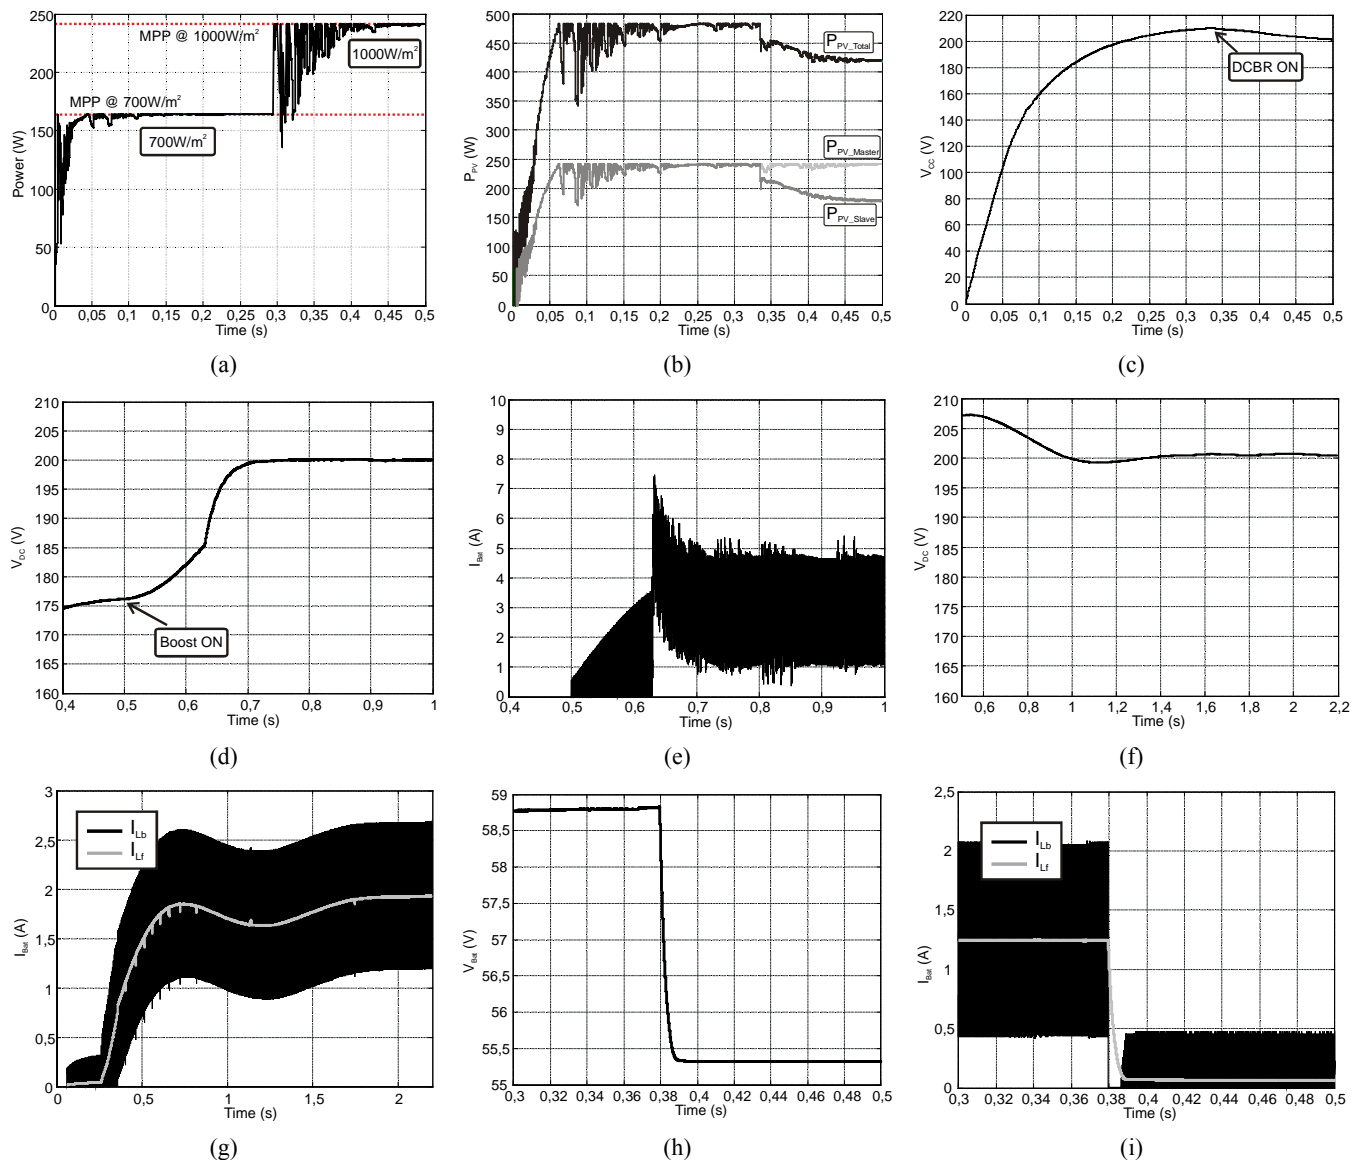 250
200
150
100
50
0
Power (W)
MPP @ 1000W/m²
1000W/m²
MPP @ 700W/m²
700W/m²
0 0,05 0,1 0,15 0,2 0,25 0,3 0,35 0,4 0,45 0,5
Time (s)
(a)
500
450
400
350
300
250
200
150
100
50
0
P_PV (W)
P_PV_Total
P_PV_Master
P_PV_Slave
0 0,05 0,1 0,15 0,2 0,25 0,3 0,35 0,4 0,45 0,5
Time (s)
(b)
220
200
180
160
140
120
100
80
60
40
20
0
V_CC (V)
DCBR ON
0 0,05 0,1 0,15 0,2 0,25 0,3 0,35 0,4 0,45 0,5
Time (s)
(c)
210
205
200
195
190
185
180
175
170
165
160
V_DC (V)
Boost ON
0,4 0,5 0,6 0,7 0,8 0,9 1
Time (s)
(d)
10
9
8
7
6
5
4
3
2
1
0
I_Bat (A)
0,4 0,5 0,6 0,7 0,8 0,9 1
Time (s)
(e)
210
205
200
195
190
185
180
175
170
165
160
V_DC (V)
0,6 0,8 1 1,2 1,4 1,6 1,8 2 2,2
Time (s)
(f)
3
2,5
2
1,5
1
0,5
0
I_Bat (A)
I_Lb
I_Lf
0 0,5 1 1,5 2
Time (s)
(g)
59
58,5
58
57,5
57
56,5
56
55,5
55
V_Bat (V)
0,3 0,32 0,34 0,36 0,38 0,4 0,42 0,44 0,46 0,48 0,5
Time (s)
(h)
2,5
2
1,5
1
0,5
0
I_Bat (A)
I_Lb
I_Lf
0,3 0,32 0,34 0,36 0,38 0,4 0,42 0,44 0,46 0,48 0,5
Time (s)
(i)